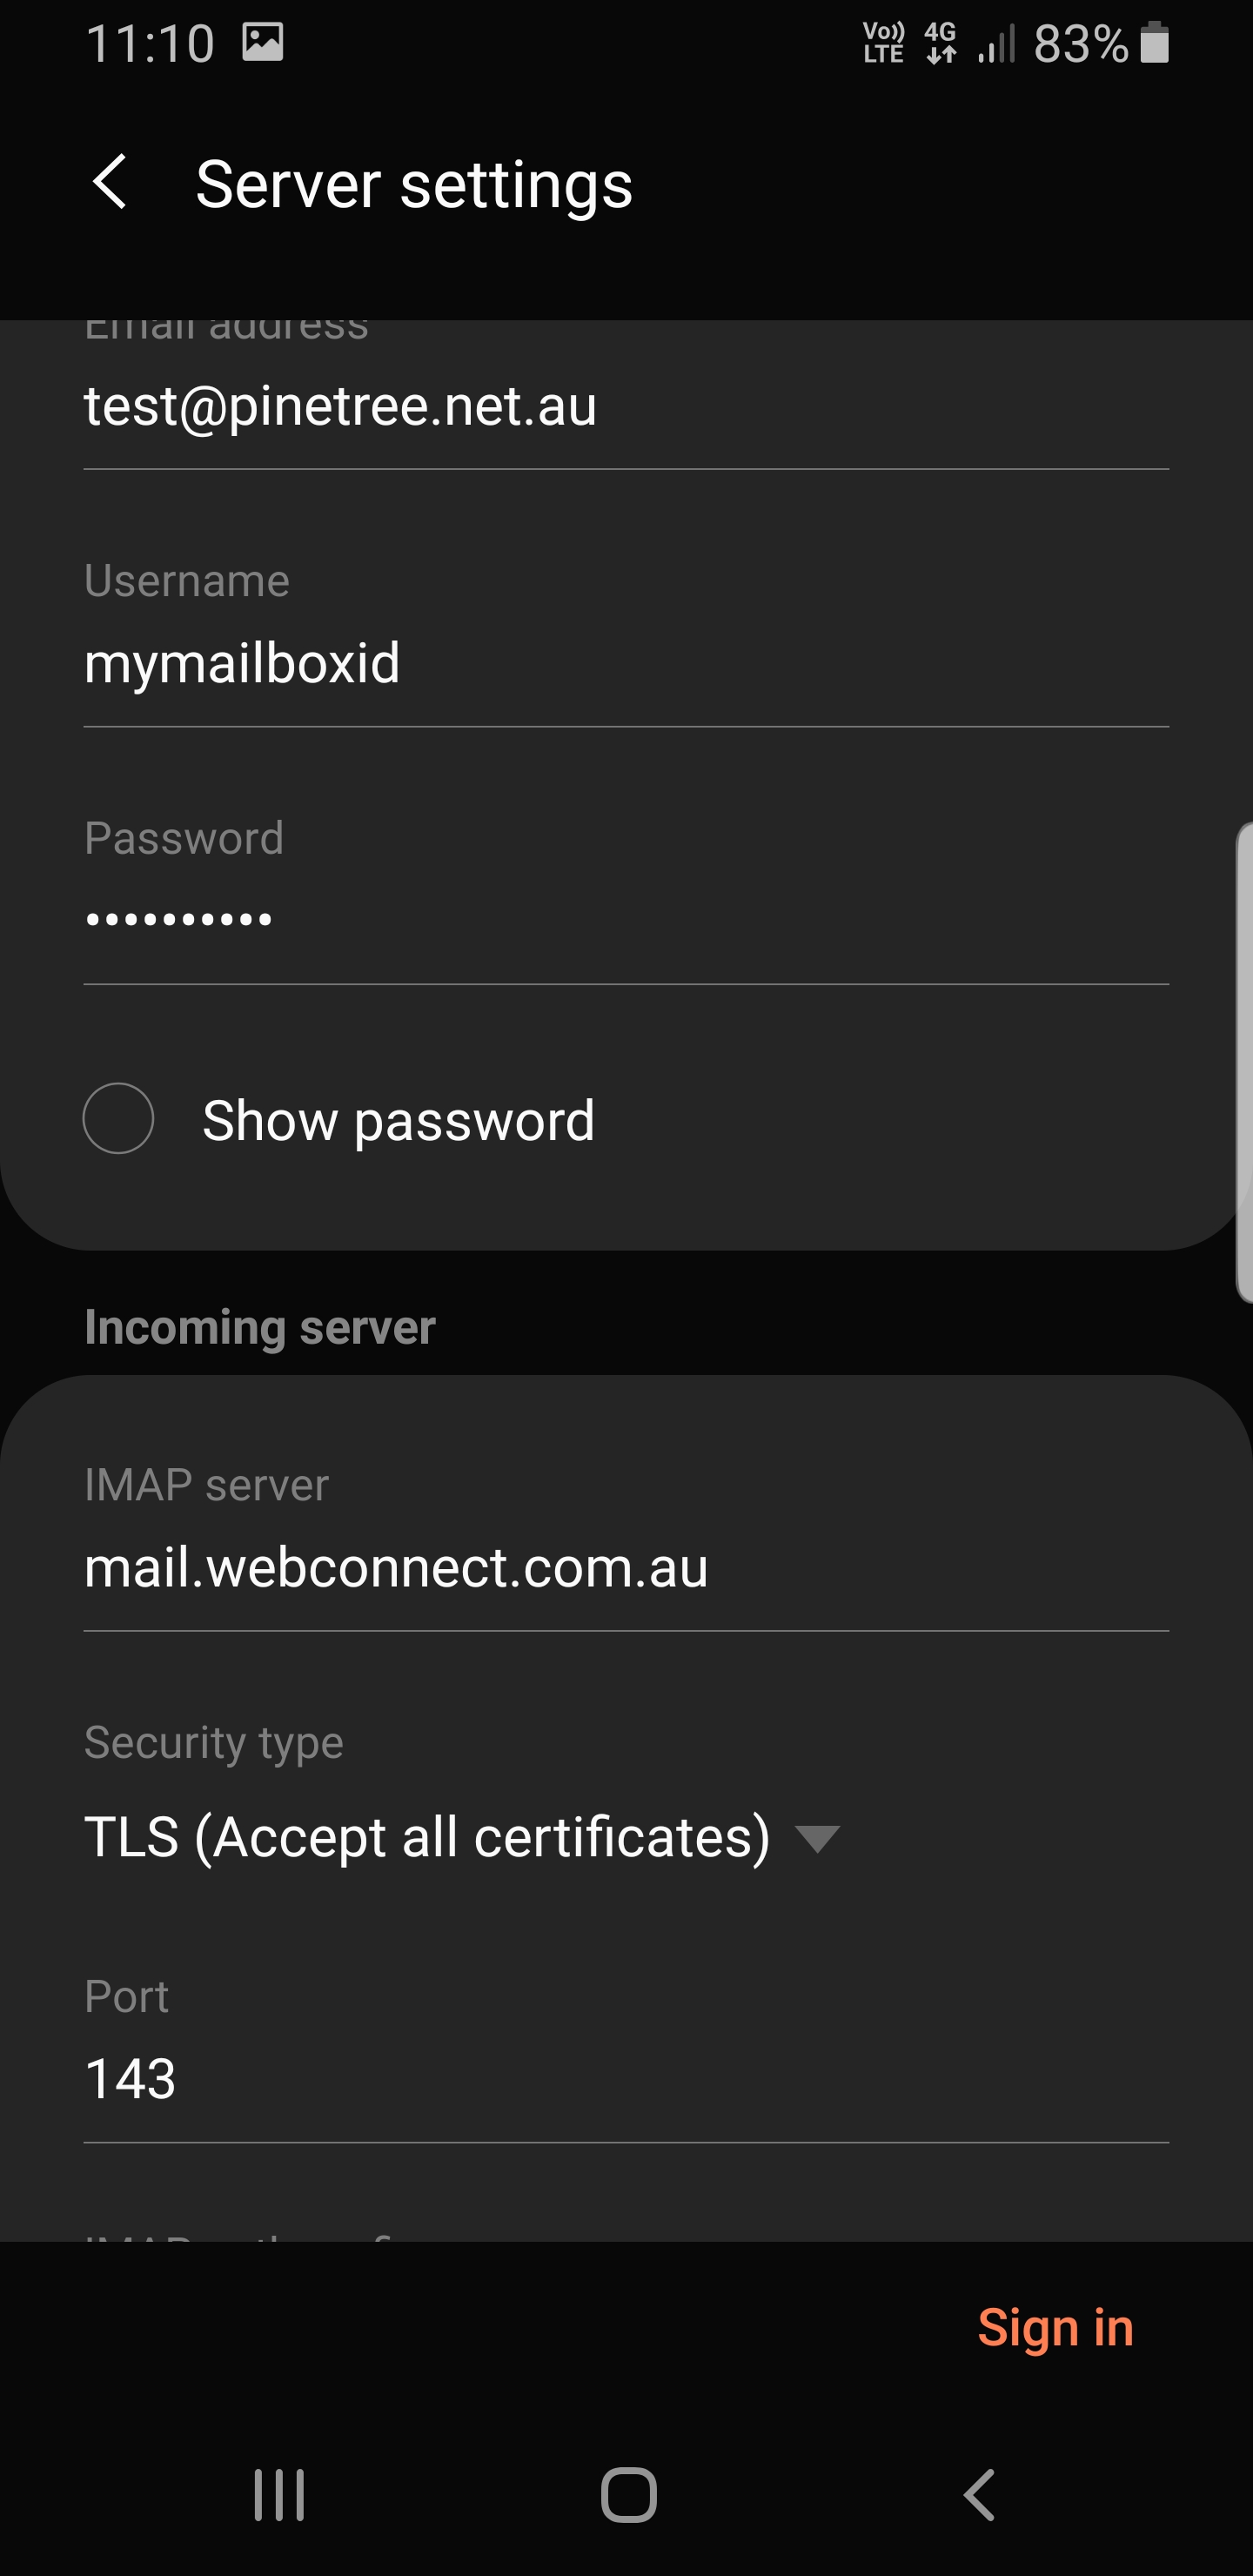 11:10
Vo)) LTE 4G 83%
Server settings
Email address
test@pinetree.net.au
Username
mymailboxid
Password
••••••••••
Show password
Incoming server
IMAP server
mail.webconnect.com.au
Security type
TLS (Accept all certificates)
Port
143
Sign in